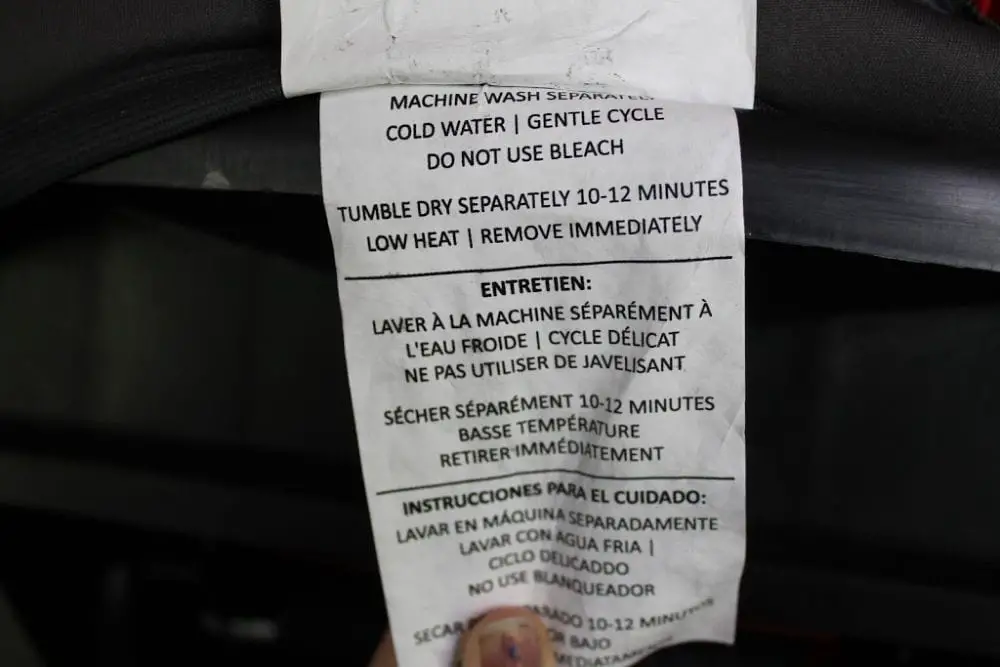 MACHINE WASH SEPARATELY
COLD WATER | GENTLE CYCLE
DO NOT USE BLEACH
TUMBLE DRY SEPARATELY 10-12 MINUTES
LOW HEAT | REMOVE IMMEDIATELY
ENTRETIEN:
LAVER À LA MACHINE SÉPARÉMENT À
L'EAU FROIDE | CYCLE DÉLICAT
NE PAS UTILISER DE JAVELISANT
SÉCHER SÉPARÉMENT 10-12 MINUTES
BASSE TEMPÉRATURE
RETIRER IMMÉDIATEMENT
INSTRUCCIONES PARA EL CUIDADO:
LAVAR EN MÁQUINA SEPARADAMENTE
LAVAR CON AGUA FRIA |
CICLO DELICADDO
NO USE BLANQUEADOR
SECAR 10-12 MINUTOS
BAJO